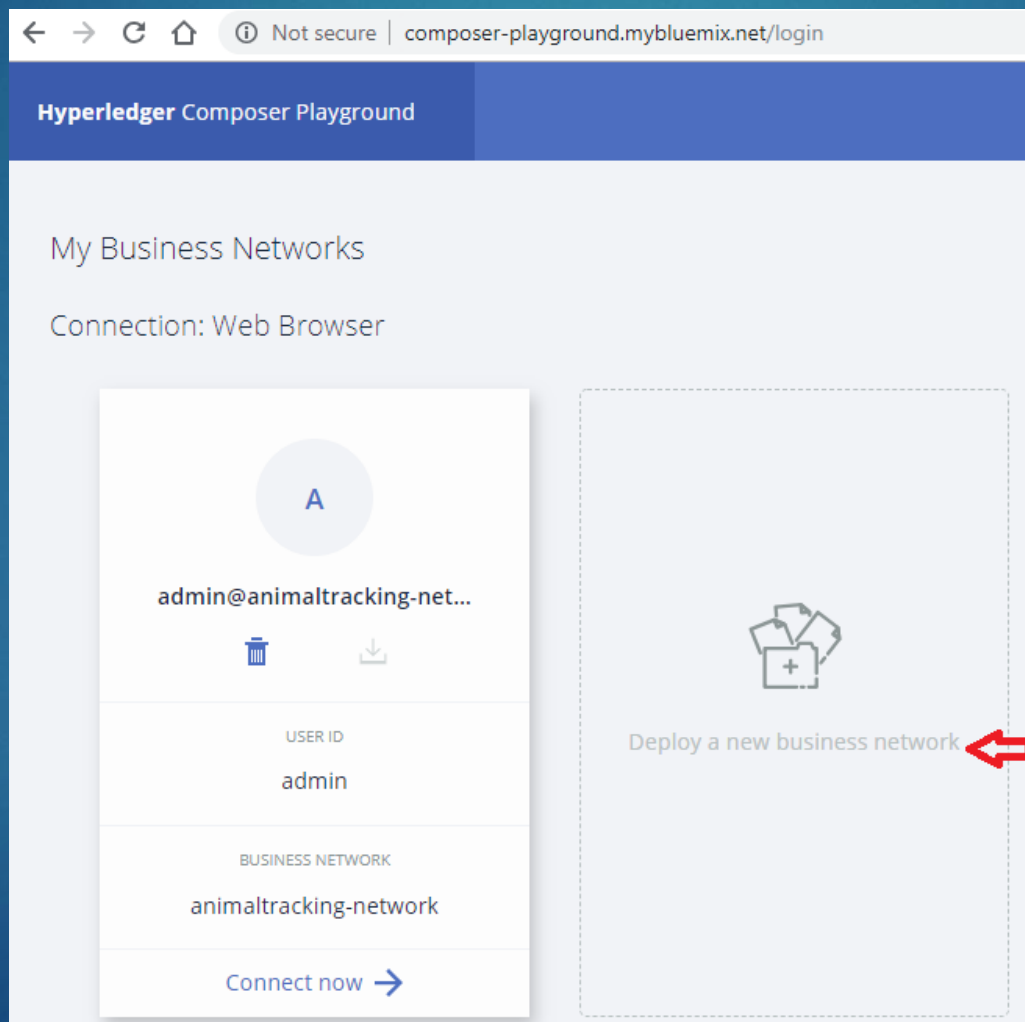 Not secure | composer-playground.mybluemix.net/login
Hyperledger Composer Playground
My Business Networks
Connection: Web Browser
A
admin@animaltracking-net...
USER ID
admin
BUSINESS NETWORK
animaltracking-network
Connect now
Deploy a new business network